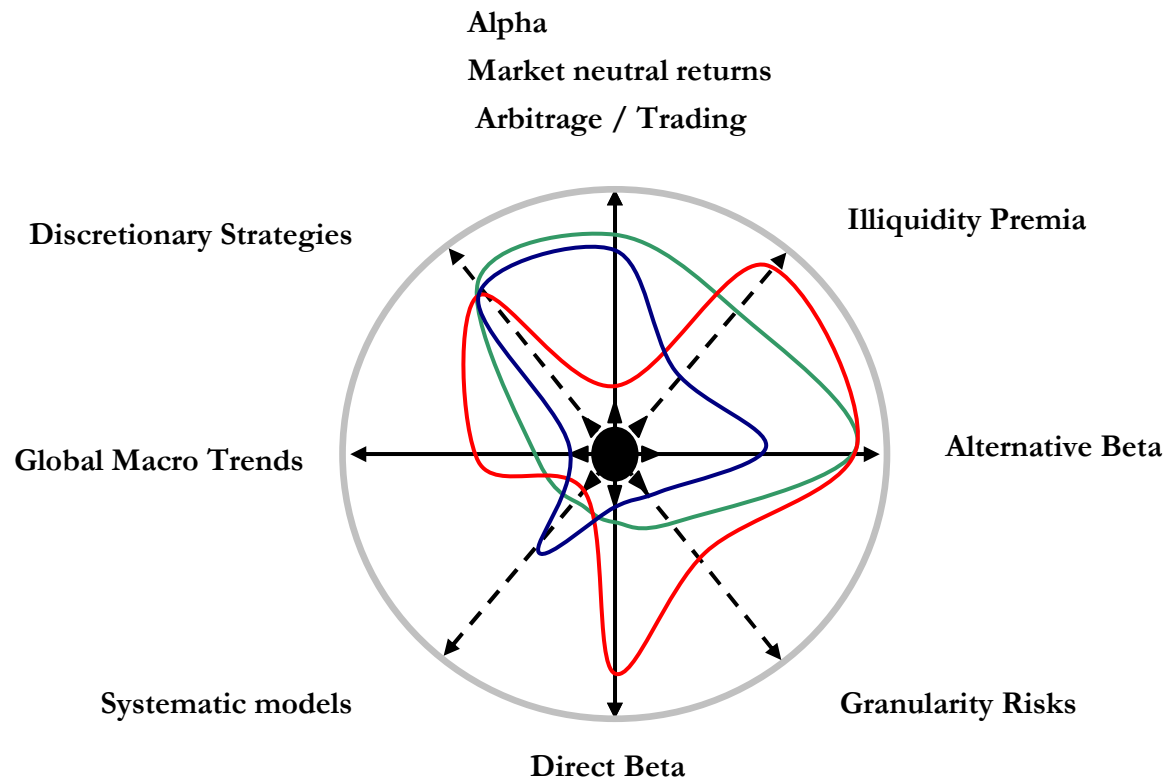 Alpha
Market neutral returns
Arbitrage / Trading
Illiquidity Premia
Discretionary Strategies
Alternative Beta
Global Macro Trends
Systematic models
Granularity Risks
Direct Beta